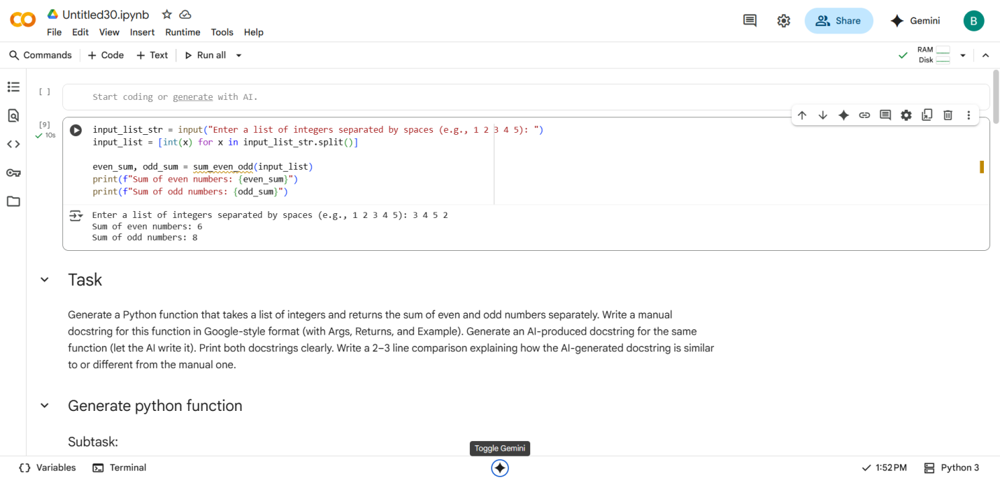 Untitled30.ipynb
File Edit View Insert Runtime Tools Help
Share
Gemini
B
Commands + Code + Text Run all
RAM
Disk
[ ]
Start coding or generate with AI.
[9]
10s
input_list_str = input("Enter a list of integers separated by spaces (e.g., 1 2 3 4 5): ")
input_list = [int(x) for x in input_list_str.split()]
even_sum, odd_sum = sum_even_odd(input_list)
print(f"Sum of even numbers: {even_sum}")
print(f"Sum of odd numbers: {odd_sum}")
Enter a list of integers separated by spaces (e.g., 1 2 3 4 5): 3 4 5 2
Sum of even numbers: 6
Sum of odd numbers: 8
Task
Generate a Python function that takes a list of integers and returns the sum of even and odd numbers separately. Write a manual
docstring for this function in Google-style format (with Args, Returns, and Example). Generate an AI-produced docstring for the same
function (let the AI write it). Print both docstrings clearly. Write a 2–3 line comparison explaining how the AI-generated docstring is similar
to or different from the manual one.
Generate python function
Subtask:
Toggle Gemini
Variables Terminal
1:52 PM Python 3